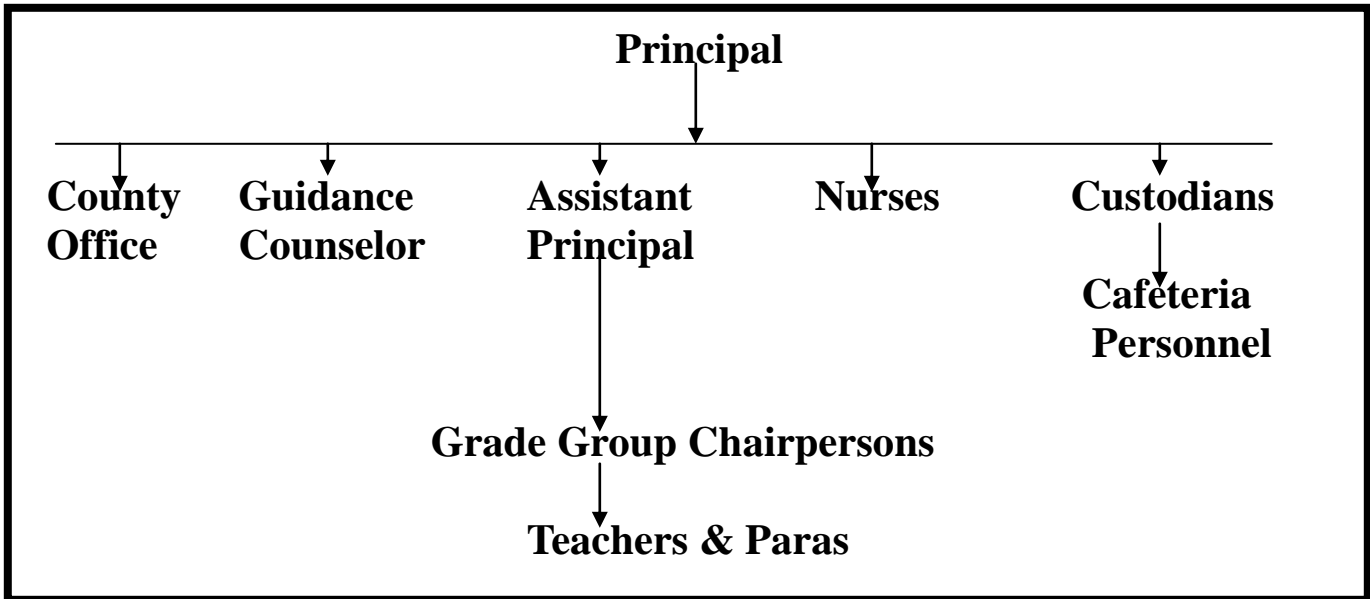 Principal
County Guidance Assistant Nurses Custodians
Office Counselor Principal
Cafeteria
Personnel
Grade Group Chairpersons
Teachers & Paras